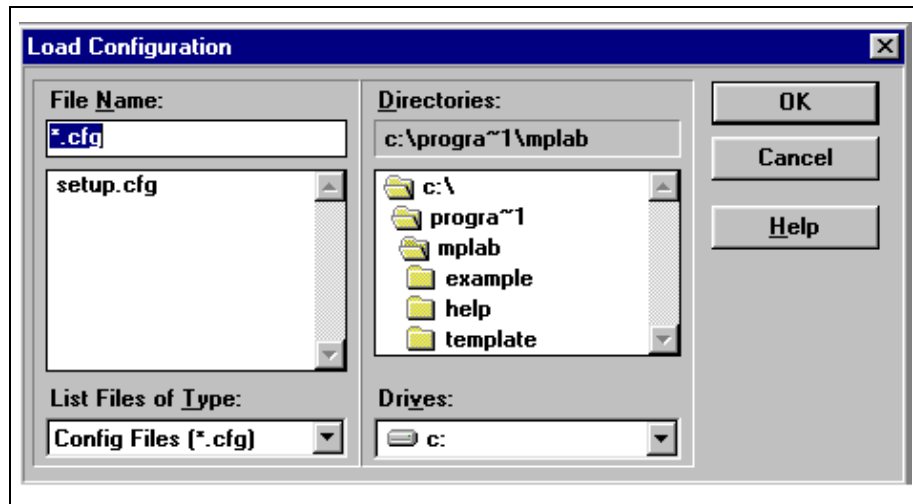 Load Configuration
File Name:
*.cfg
setup.cfg
List Files of Type:
Config Files (*.cfg)
Directories:
c:\progra~1\mplab
c:\
progra~1
mplab
example
help
template
Drives:
c:
OK
Cancel
Help